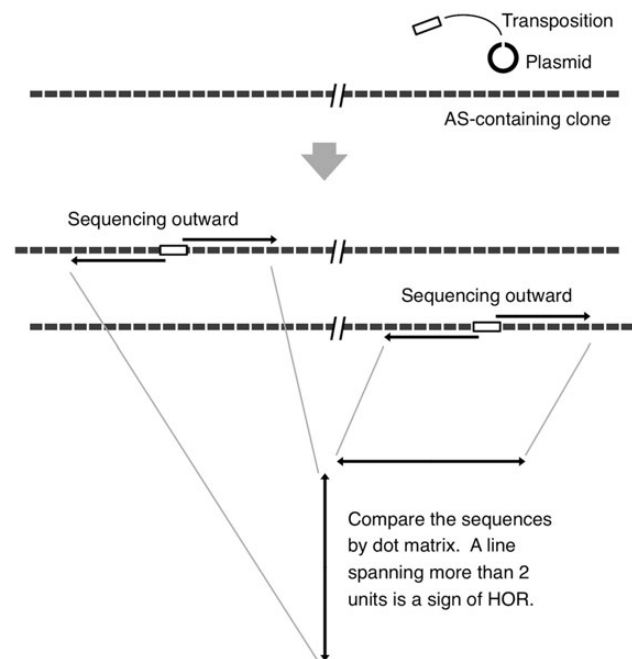 Transposition
Plasmid
AS-containing clone
Sequencing outward
Sequencing outward
Compare the sequences
by dot matrix.  A line
spanning more than 2
units is a sign of HOR.